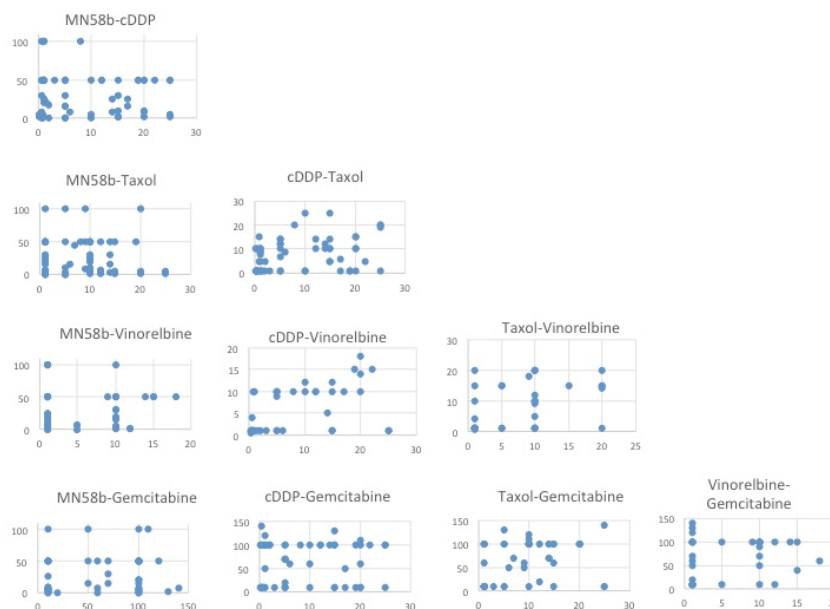 MN58b-cDDP
100
50
0
0 10 20 30
MN58b-Taxol
100
50
0
0 10 20 30
cDDP-Taxol
30
20
10
0
0 10 20 30
MN58b-Vinorelbine
100
50
0
0 5 10 15 20
cDDP-Vinorelbine
20
15
10
5
0
0 10 20 30
Taxol-Vinorelbine
30
20
10
0
0 5 10 15 20 25
MN58b-Gemcitabine
100
50
0
0 50 100 150
cDDP-Gemcitabine
150
100
50
0
0 10 20 30
Taxol-Gemcitabine
150
100
50
0
0 10 20 30
Vinorelbine-
Gemcitabine
150
100
50
0
0 5 10 15 20